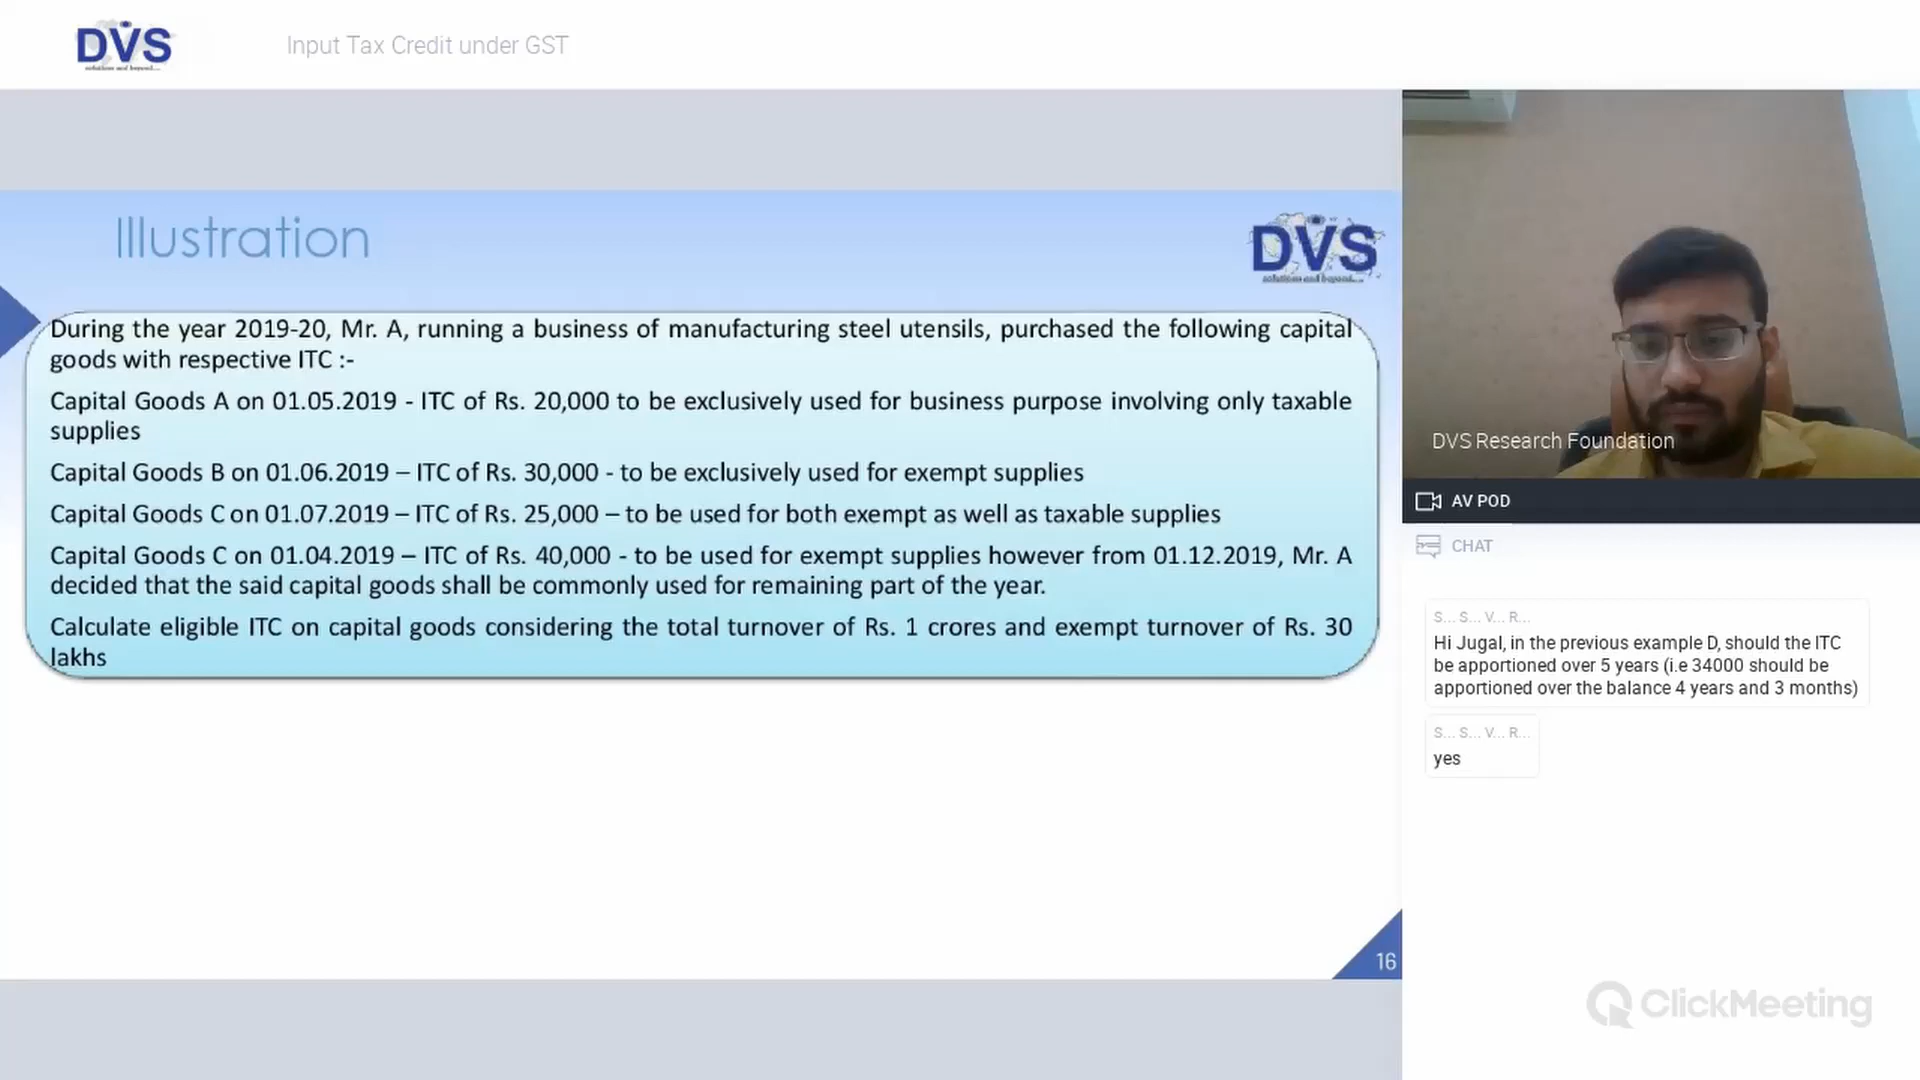 DVS
solutions and beyond....
Input Tax Credit under GST
Illustration
DVS
solutions and beyond....
During the year 2019-20, Mr. A, running a business of manufacturing steel utensils, purchased the following capital
goods with respective ITC :-
Capital Goods A on 01.05.2019 - ITC of Rs. 20,000 to be exclusively used for business purpose involving only taxable
supplies
Capital Goods B on 01.06.2019 – ITC of Rs. 30,000 - to be exclusively used for exempt supplies
Capital Goods C on 01.07.2019 – ITC of Rs. 25,000 – to be used for both exempt as well as taxable supplies
Capital Goods C on 01.04.2019 – ITC of Rs. 40,000 - to be used for exempt supplies however from 01.12.2019, Mr. A
decided that the said capital goods shall be commonly used for remaining part of the year.
Calculate eligible ITC on capital goods considering the total turnover of Rs. 1 crores and exempt turnover of Rs. 30
lakhs
16
DVS Research Foundation
AV POD
CHAT
S... S... V... R...
Hi Jugal, in the previous example D, should the ITC
be apportioned over 5 years (i.e 34000 should be
apportioned over the balance 4 years and 3 months)
S... S... V... R...
yes
ClickMeeting